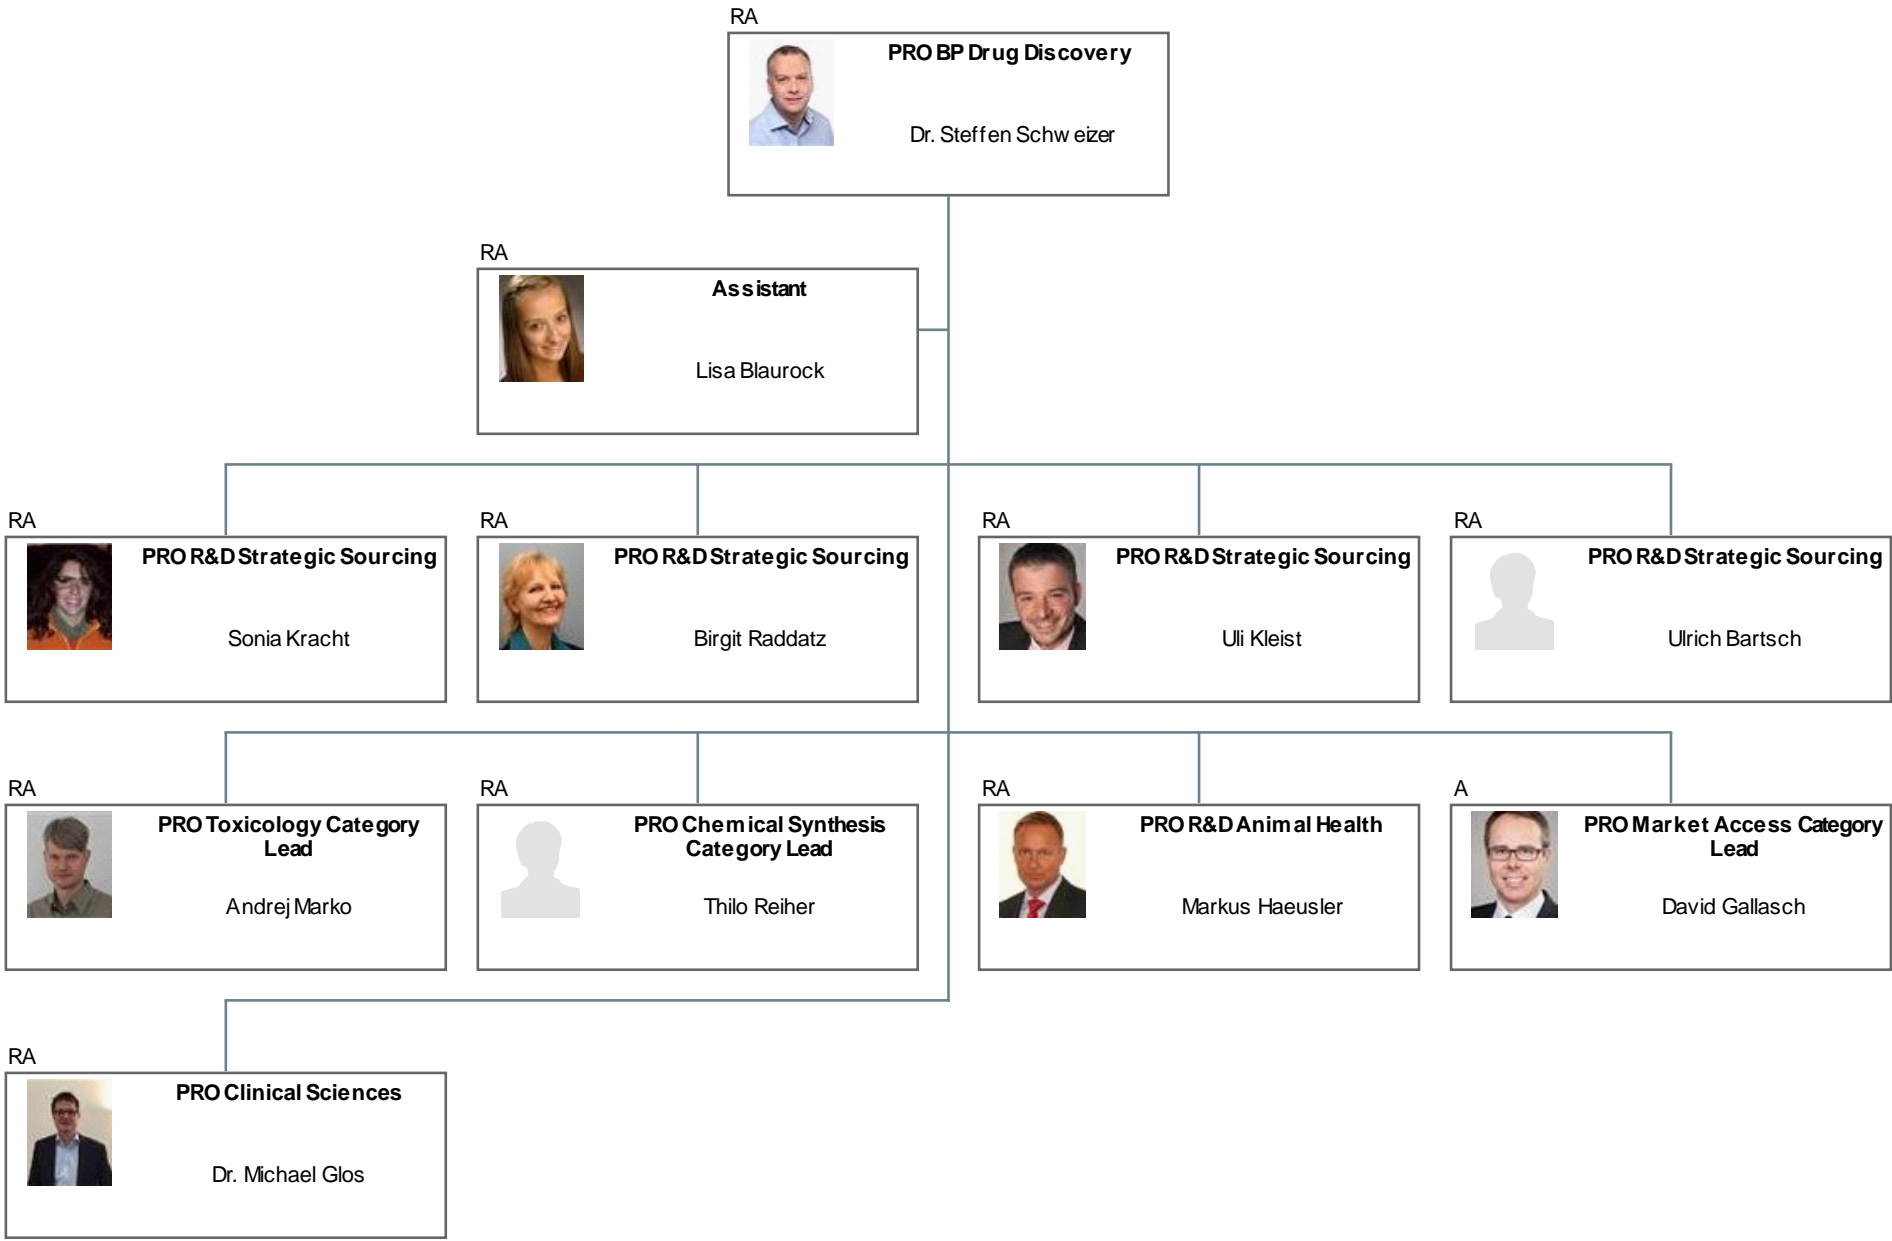 RA
PRO BP Drug Discovery
Dr. Steffen Schweizer
RA
Assistant
Lisa Blaurock
RA
PRO R&D Strategic Sourcing
Sonia Kracht
RA
PRO R&D Strategic Sourcing
Birgit Raddatz
RA
PRO R&D Strategic Sourcing
Uli Kleist
RA
PRO R&D Strategic Sourcing
Ulrich Bartsch
RA
PRO Toxicology Category
Lead
Andrej Marko
RA
PRO Chemical Synthesis
Category Lead
Thilo Reiher
RA
PRO R&D Animal Health
Markus Haeusler
A
PRO Market Access Category
Lead
David Gallasch
RA
PRO Clinical Sciences
Dr. Michael Glos